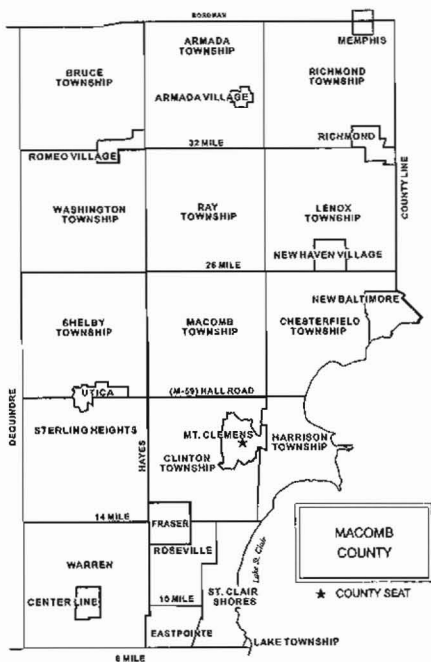 BORDMAN
MEMPHIS
ARMADA
TOWNSHIP
BRUCE
TOWNSHIP
RICHMOND
TOWNSHIP
ARMADA VILLAGE
RICHMOND
32 MILE
ROMEO VILLAGE
COUNTY LINE
WASHINGTON
TOWNSHIP
RAY
TOWNSHIP
LENOX
TOWNSHIP
NEW HAVEN VILLAGE
26 MILE
NEW BALTIMORE
SHELBY
TOWNSHIP
MACOMB
TOWNSHIP
CHESTERFIELD
TOWNSHIP
UTICA
(M-59) HALL ROAD
DEQUINDRE
STERLING HEIGHTS
HAYES
MT. CLEMENS
CLINTON
TOWNSHIP
HARRISON
TOWNSHIP
14 MILE
FRASER
ROSEVILLE
Lake St. Clair
MACOMB
COUNTY
★ COUNTY SEAT
WARREN
CENTER LINE
10 MILE
ST. CLAIR
SHORES
EASTPOINTE
LAKE TOWNSHIP
8 MILE